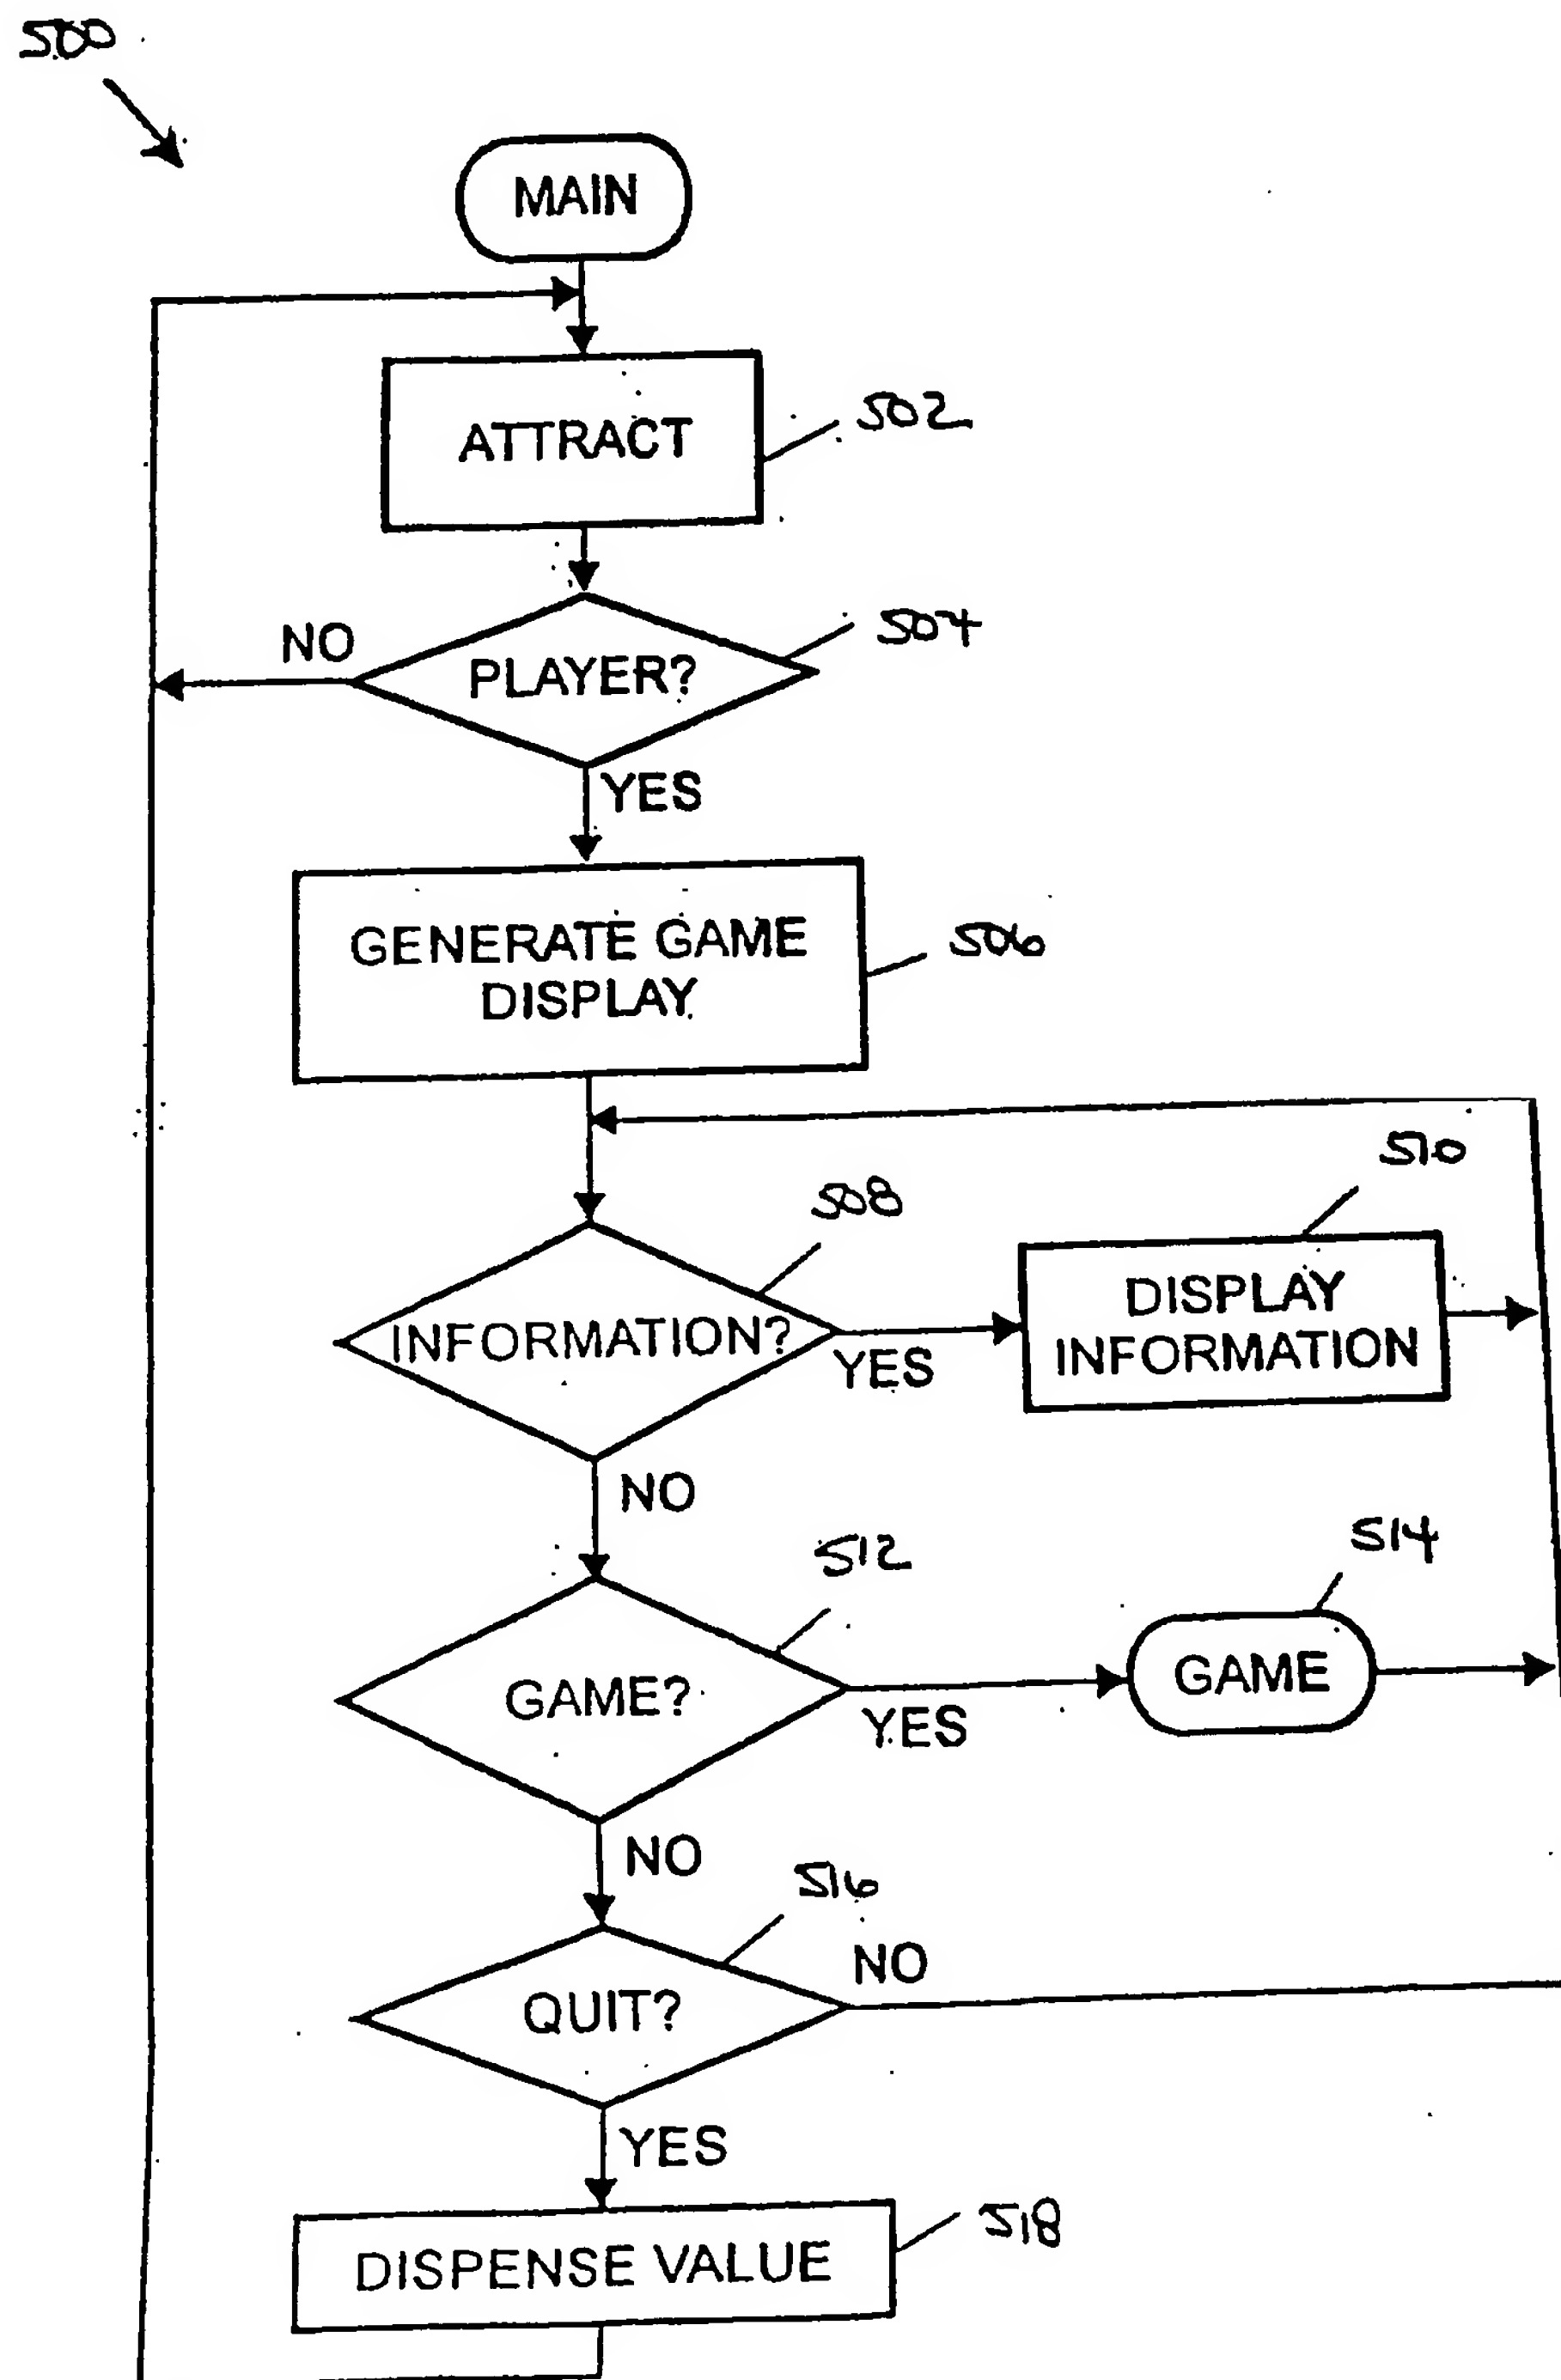 500
MAIN
ATTRACT
502
NO
PLAYER?
504
YES
GENERATE GAME
DISPLAY
506
508
510
INFORMATION?
YES
DISPLAY
INFORMATION
NO
512
514
GAME?
YES
GAME
NO
516
QUIT?
NO
YES
DISPENSE VALUE
518